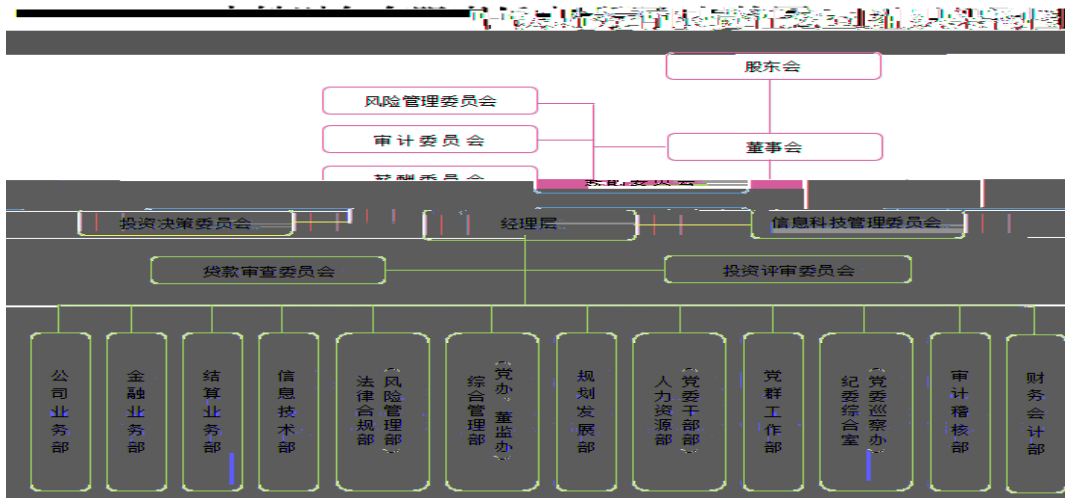 股东会
风险管理委员会
审计委员会
董事会
薪酬委员会
投资决策委员会
经理层
信息科技管理委员会
贷款审查委员会
投资评审委员会
公司业务部
金融业务部
结算业务部
信息技术部
风险管理部
法律合规部
(党办、董监办)
综合管理部
规划发展部
党委干部部
人力资源部
党群工作部
(党委巡察办)
纪委综合室
审计稽核部
财务会计部